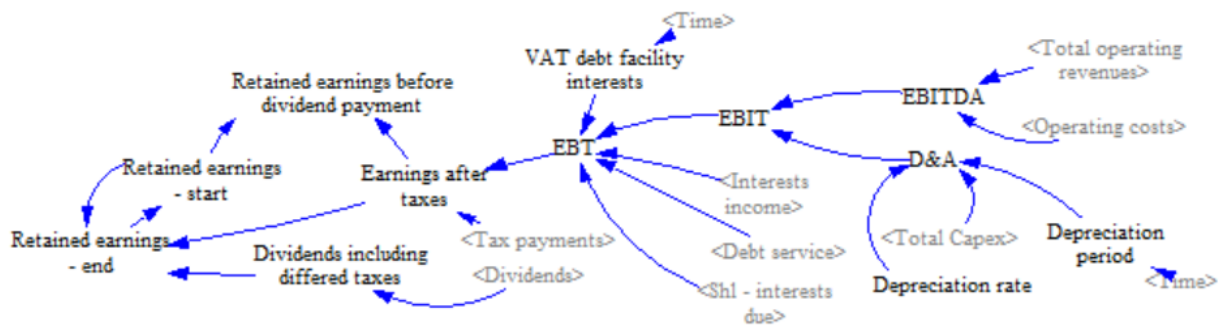 <Time>
VAT debt facility
interests
<Total operating
revenues>
Retained earnings before
dividend payment
EBITDA
EBIT
<Operating costs>
EBT
D&A
Retained earnings
- start
Earnings after
taxes
<Interests
income>
Retained earnings
- end
<Tax payments>
<Debt service>
<Total Capex>
Depreciation
period
Dividends including
differed taxes
<Dividends>
<Shl - interests
due>
Depreciation rate
<Time>